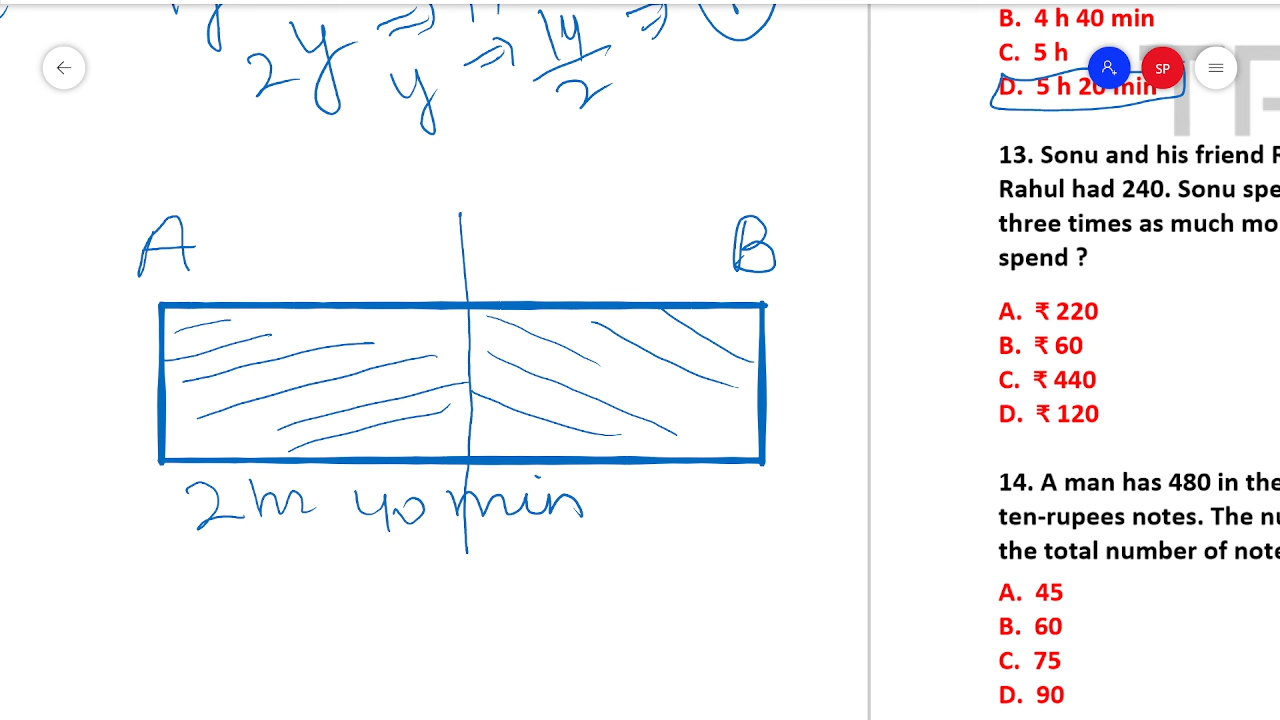 2y ⇒
y ⇒ 14/2 ⇒
A B
2 hr 40 min
B. 4 h 40 min
C. 5 h
SP
D. 5 h 20 min
13. Sonu and his friend
Rahul had 240. Sonu spe
three times as much mo
spend ?
A. ₹ 220
B. ₹ 60
C. ₹ 440
D. ₹ 120
14. A man has 480 in the
ten-rupees notes. The nu
the total number of note
A. 45
B. 60
C. 75
D. 90